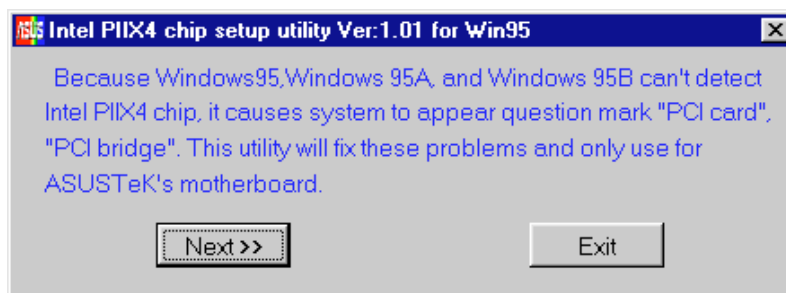 ASUS Intel PIIX4 chip setup utility Ver:1.01 for Win95
Because Windows95,Windows 95A, and Windows 95B can't detect
Intel PIIX4 chip, it causes system to appear question mark "PCI card",
"PCI bridge". This utility will fix these problems and only use for
ASUSTeK's motherboard.
Next >> Exit